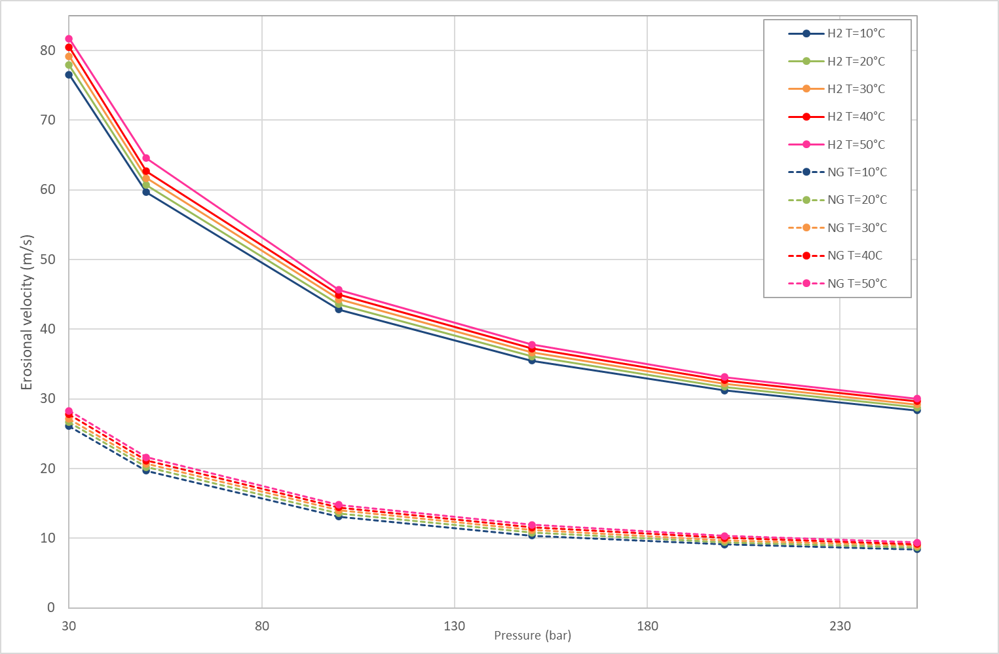 80
70
60
50
40
30
20
10
0
Erosional velocity (m/s)
30
80
130
180
230
Pressure (bar)
H2 T=10°C
H2 T=20°C
H2 T=30°C
H2 T=40°C
H2 T=50°C
NG T=10°C
NG T=20°C
NG T=30°C
NG T=40C
NG T=50°C